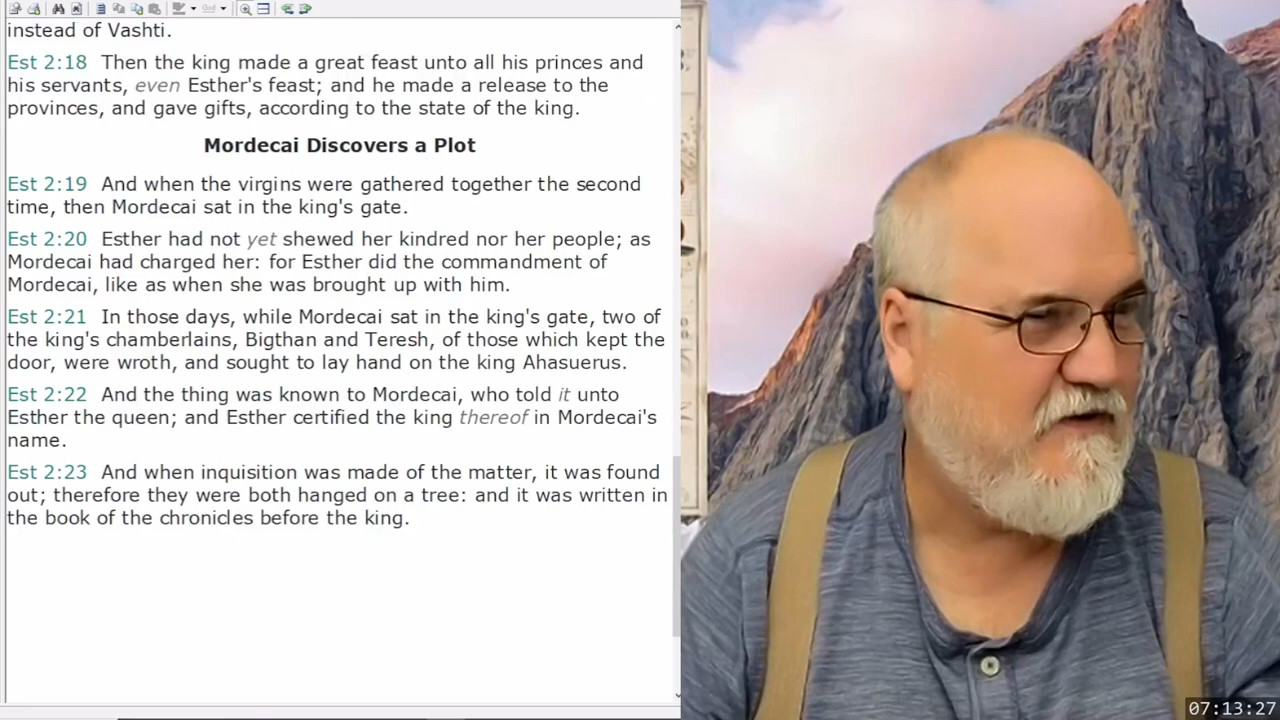 instead of Vashti.
Est 2:18 Then the king made a great feast unto all his princes and
his servants, even Esther's feast; and he made a release to the
provinces, and gave gifts, according to the state of the king.
Mordecai Discovers a Plot
Est 2:19 And when the virgins were gathered together the second
time, then Mordecai sat in the king's gate.
Est 2:20 Esther had not yet shewed her kindred nor her people; as
Mordecai had charged her: for Esther did the commandment of
Mordecai, like as when she was brought up with him.
Est 2:21 In those days, while Mordecai sat in the king's gate, two of
the king's chamberlains, Bigthan and Teresh, of those which kept the
door, were wroth, and sought to lay hand on the king Ahasuerus.
Est 2:22 And the thing was known to Mordecai, who told it unto
Esther the queen; and Esther certified the king thereof in Mordecai's
name.
Est 2:23 And when inquisition was made of the matter, it was found
out; therefore they were both hanged on a tree: and it was written in
the book of the chronicles before the king.
07:13:27